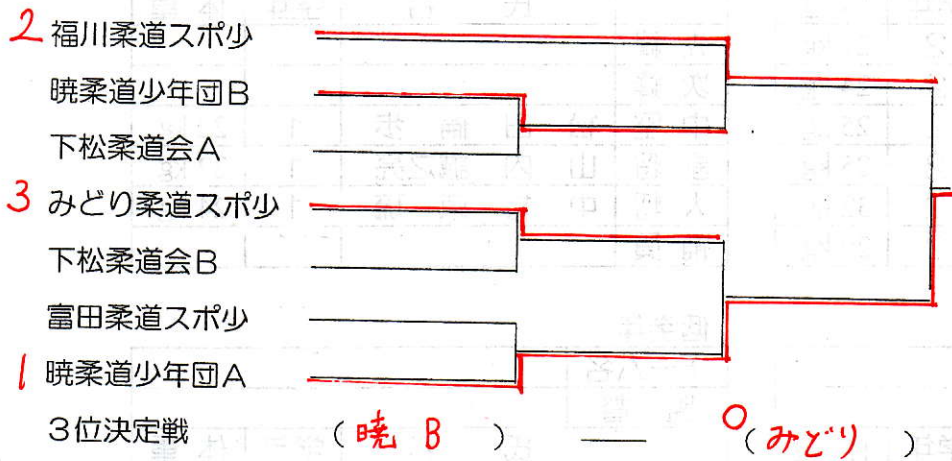 2 福川柔道スポ少
暁柔道少年団B
下松柔道会A
3 みどり柔道スポ少
下松柔道会B
富田柔道スポ少
1 暁柔道少年団A
3位決定戦 (暁 B) — ○(みどり)